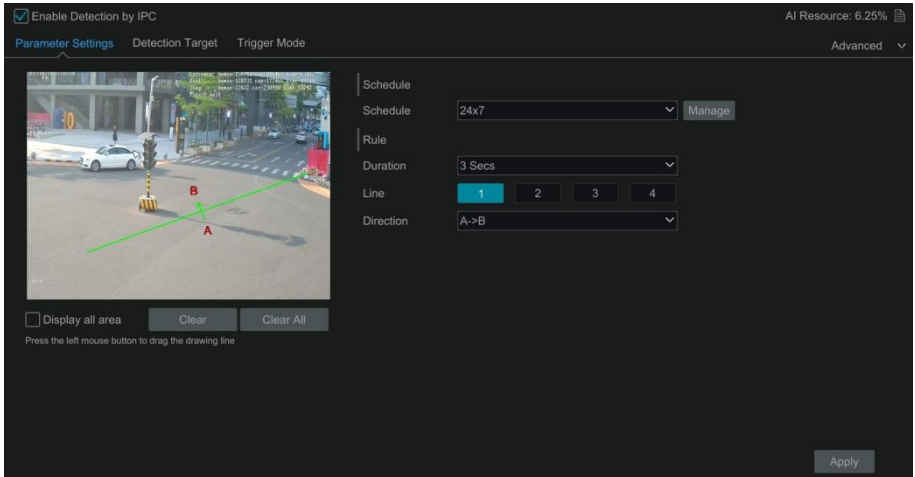 Enable Detection by IPC
AI Resource: 6.25%
Parameter Settings Detection Target Trigger Mode
Advanced
Schedule
Schedule 24x7 Manage
Rule
Duration 3 Secs
Line 1 2 3 4
Direction A->B
B
A
Display all area Clear Clear All
Press the left mouse button to drag the drawing line
Apply